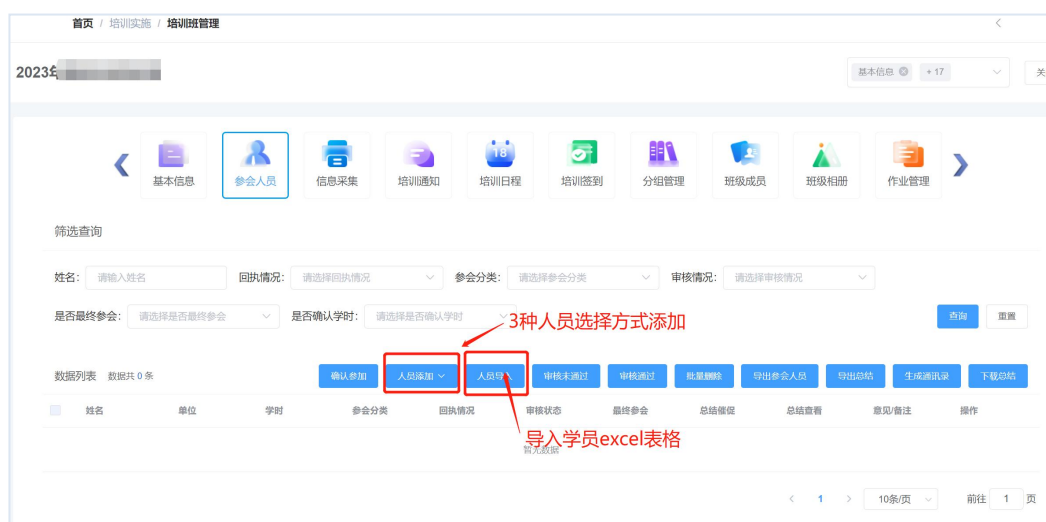 首页 / 培训实施 / 培训班管理
2023年
基本信息 + 17
关
基本信息 参会人员 信息采集 培训通知 培训日程 培训签到 分组管理 班级成员 班级相册 作业管理
筛选查询
姓名: 请输入姓名 回执情况: 请选择回执情况 参会分类: 请选择参会分类 审核情况: 请选择审核情况
是否最终参会: 请选择是否最终参会 是否确认学时: 请选择是否确认学时 查询 重置
3种人员选择方式添加
数据列表 数据共 0 条 确认参加 人员添加 人员导入 审核未通过 审核通过 批量删除 导出参会人员 导出总结 生成通讯录 下载总结
姓名 单位 学时 参会分类 回执情况 审核状态 最终参会 总结催促 总结查看 意见/备注 操作
导入学员excel表格
暂无数据
1 10条/页 前往 1 页